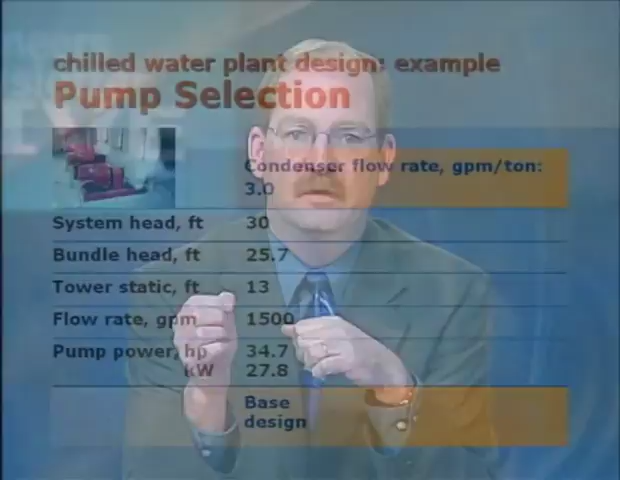 chilled water plant design: example
Pump Selection
Condenser flow rate, gpm/ton:
3.0
System head, ft 30
Bundle head, ft 25.7
Tower static, ft 13
Flow rate, gpm 1500
Pump power, hp 34.7
kW 27.8
Base
design